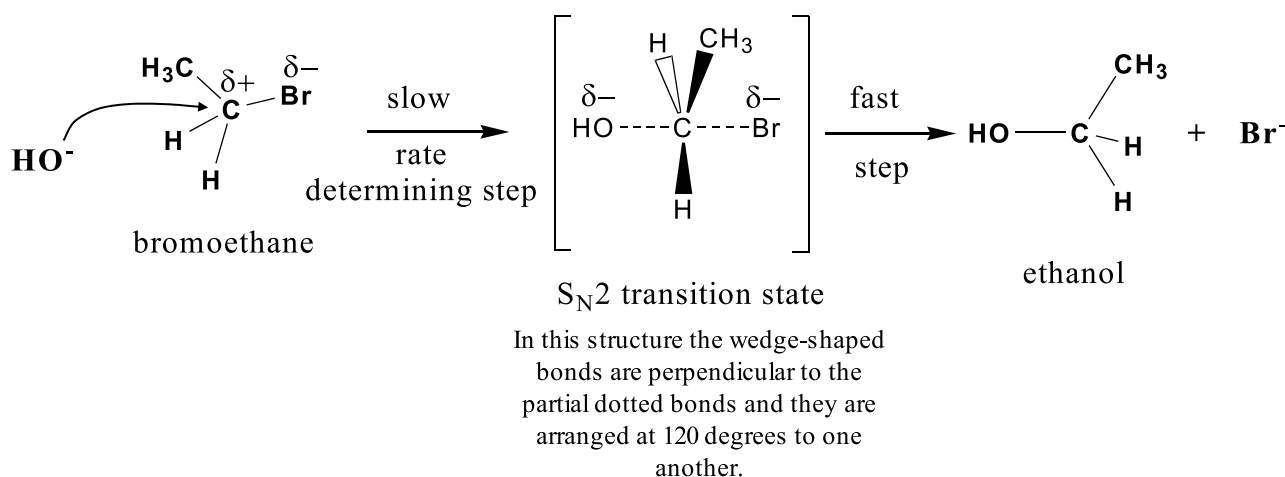 H₃C
δ+
δ−
C
Br
H
H
HO⁻
bromoethane
slow
rate
determining step
H
CH₃
δ−
δ−
HO
C
Br
H
S_N2 transition state
In this structure the wedge-shaped
bonds are perpendicular to the
partial dotted bonds and they are
arranged at 120 degrees to one
another.
fast
step
CH₃
HO
C
H
H
+
Br⁻
ethanol